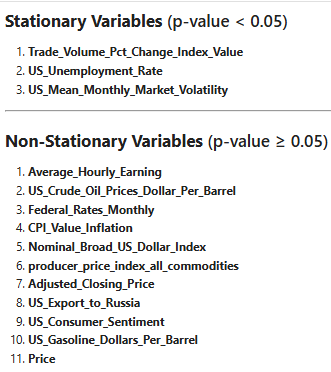 Stationary Variables (p-value < 0.05)
1. Trade_Volume_Pct_Change_Index_Value
2. US_Unemployment_Rate
3. US_Mean_Monthly_Market_Volatility
Non-Stationary Variables (p-value ≥ 0.05)
1. Average_Hourly_Earning
2. US_Crude_Oil_Prices_Dollar_Per_Barrel
3. Federal_Rates_Monthly
4. CPI_Value_Inflation
5. Nominal_Broad_US_Dollar_Index
6. producer_price_index_all_commodities
7. Adjusted_Closing_Price
8. US_Export_to_Russia
9. US_Consumer_Sentiment
10. US_Gasoline_Dollars_Per_Barrel
11. Price